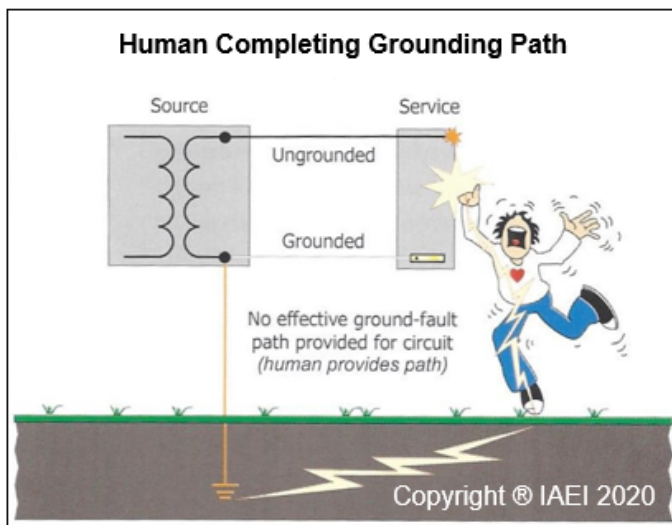 Human Completing Grounding Path
Source
Service
Ungrounded
Grounded
No effective ground-fault
path provided for circuit
(human provides path)
Copyright ® IAEI 2020